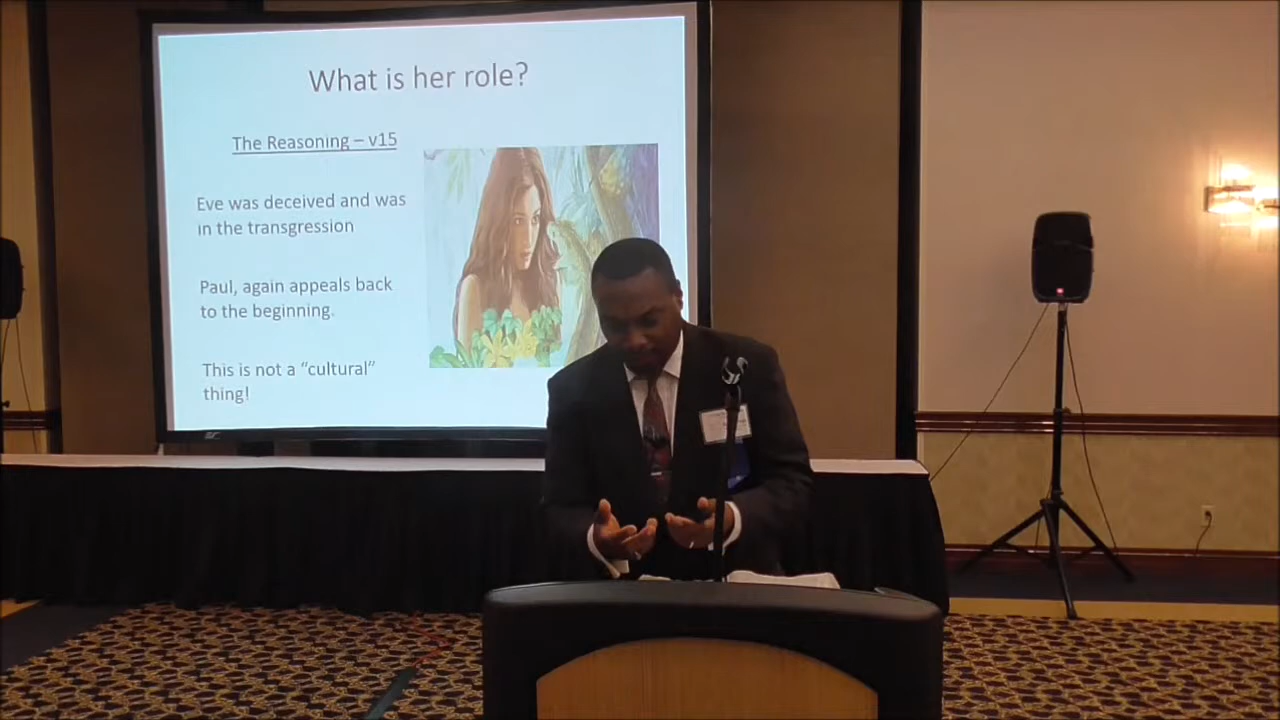 What is her role?
The Reasoning – v15
Eve was deceived and was
in the transgression
Paul, again appeals back
to the beginning.
This is not a “cultural”
thing!